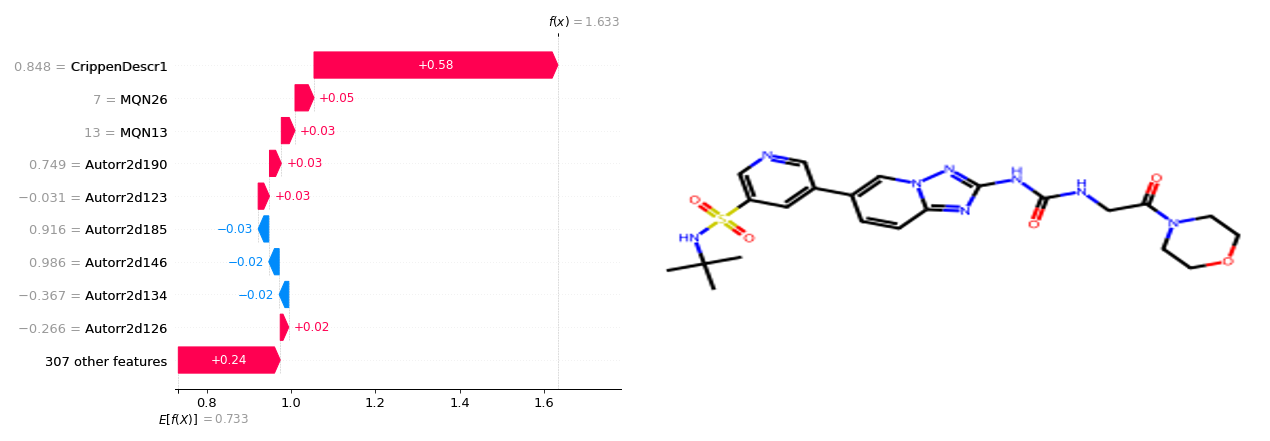 f(x) = 1.633
0.848 = CrippenDescr1
+0.58
7 = MQN26
+0.05
13 = MQN13
+0.03
0.749 = Autorr2d190
+0.03
−0.031 = Autorr2d123
+0.03
0.916 = Autorr2d185
−0.03
0.986 = Autorr2d146
−0.02
−0.367 = Autorr2d134
−0.02
−0.266 = Autorr2d126
+0.02
307 other features
+0.24
0.8 1.0 1.2 1.4 1.6
E[f(X)] = 0.733
N
O
S
O
HN
N
N
N
H
N
O
H
N
O
N
O